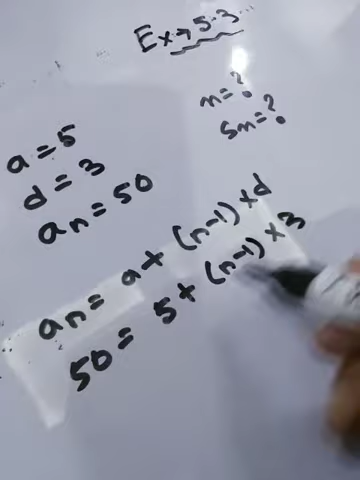 Ex → 5.3
n=?
Sn=?
a=5
d=3
an=50
an= a+ (n-1)×d
50= 5+ (n-1)×3